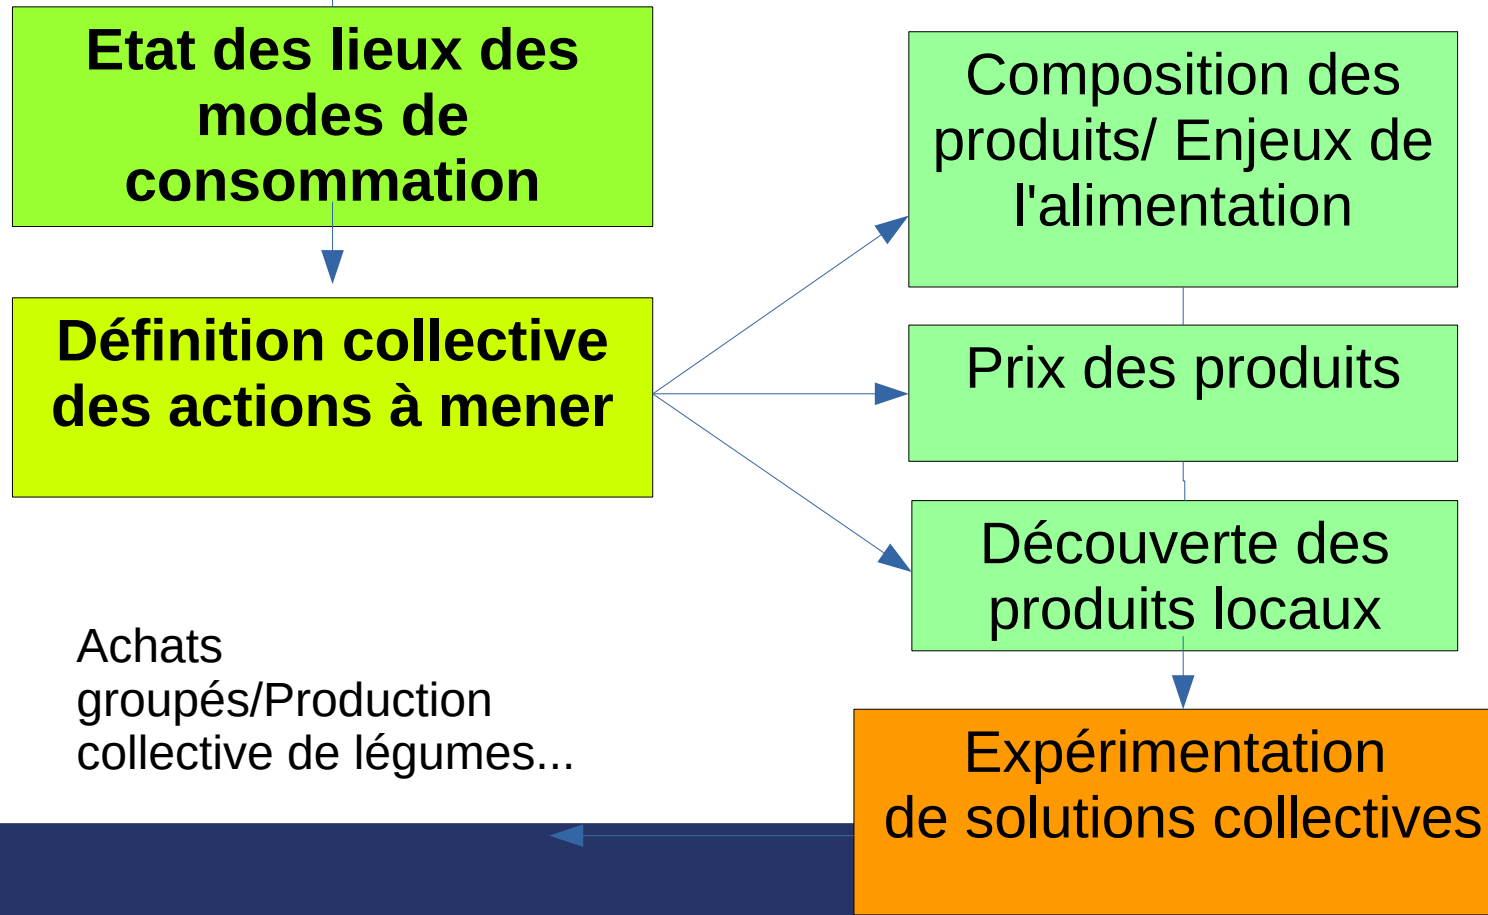 Etat des lieux des
modes de
consommation
Définition collective
des actions à mener
Composition des
produits/ Enjeux de
l'alimentation
Prix des produits
Découverte des
produits locaux
Expérimentation
de solutions collectives
Achats
groupés/Production
collective de légumes...